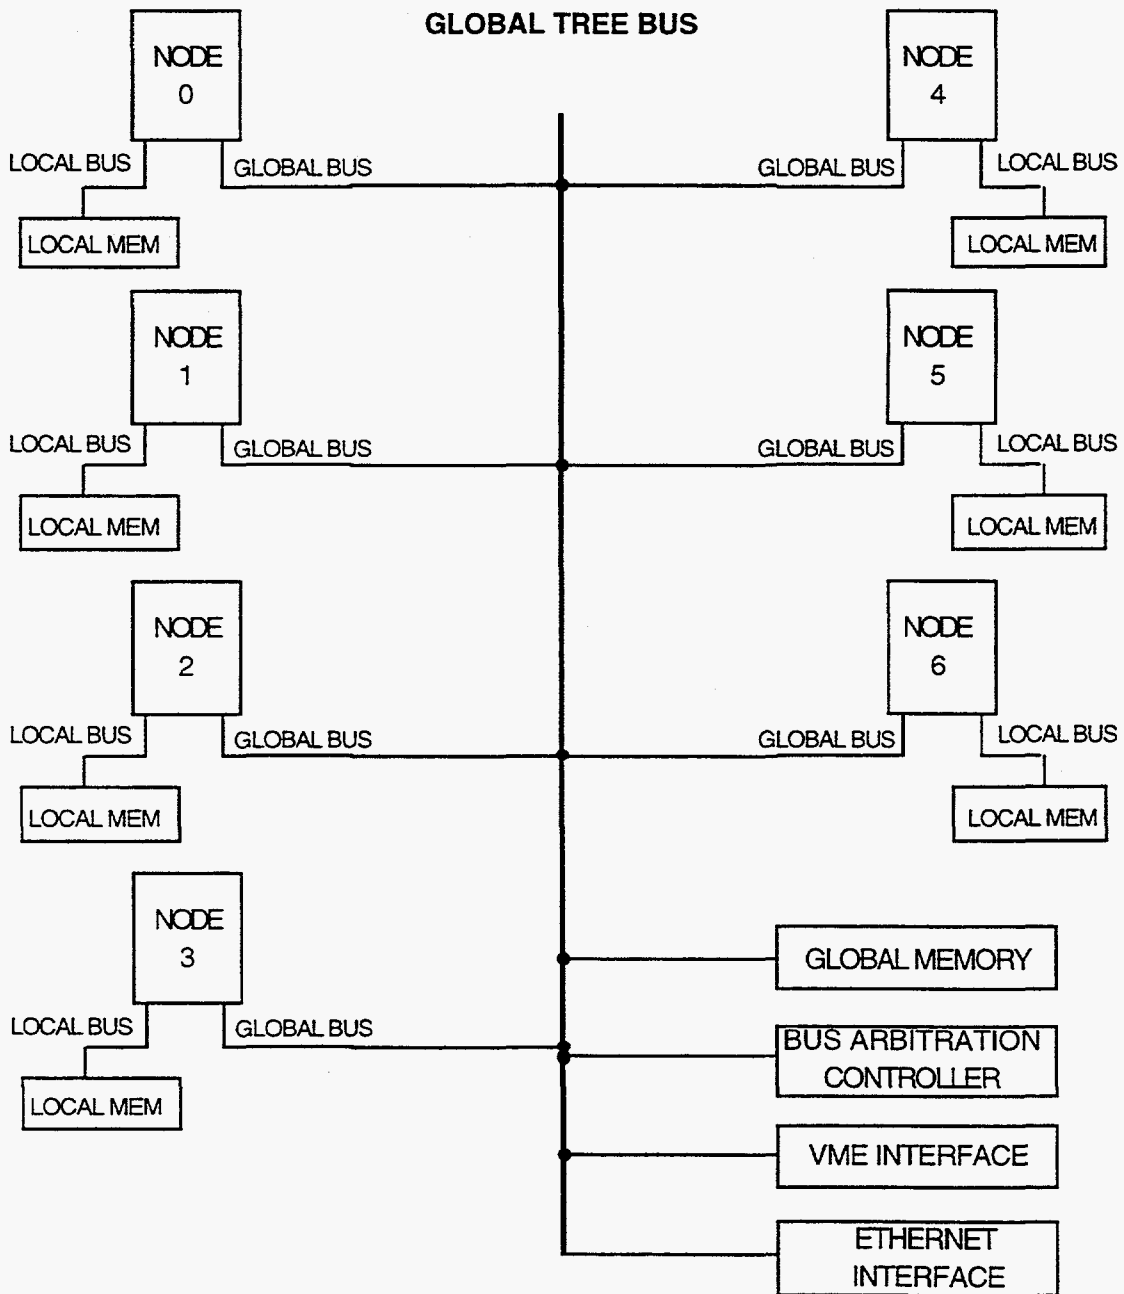 GLOBAL TREE BUS
NODE
0
LOCAL BUS
GLOBAL BUS
LOCAL MEM
NODE
4
GLOBAL BUS
LOCAL BUS
LOCAL MEM
NODE
1
LOCAL BUS
GLOBAL BUS
LOCAL MEM
NODE
5
GLOBAL BUS
LOCAL BUS
LOCAL MEM
NODE
2
LOCAL BUS
GLOBAL BUS
LOCAL MEM
NODE
6
GLOBAL BUS
LOCAL BUS
LOCAL MEM
NODE
3
LOCAL BUS
GLOBAL BUS
LOCAL MEM
GLOBAL MEMORY
BUS ARBITRATION
CONTROLLER
VME INTERFACE
ETHERNET
INTERFACE